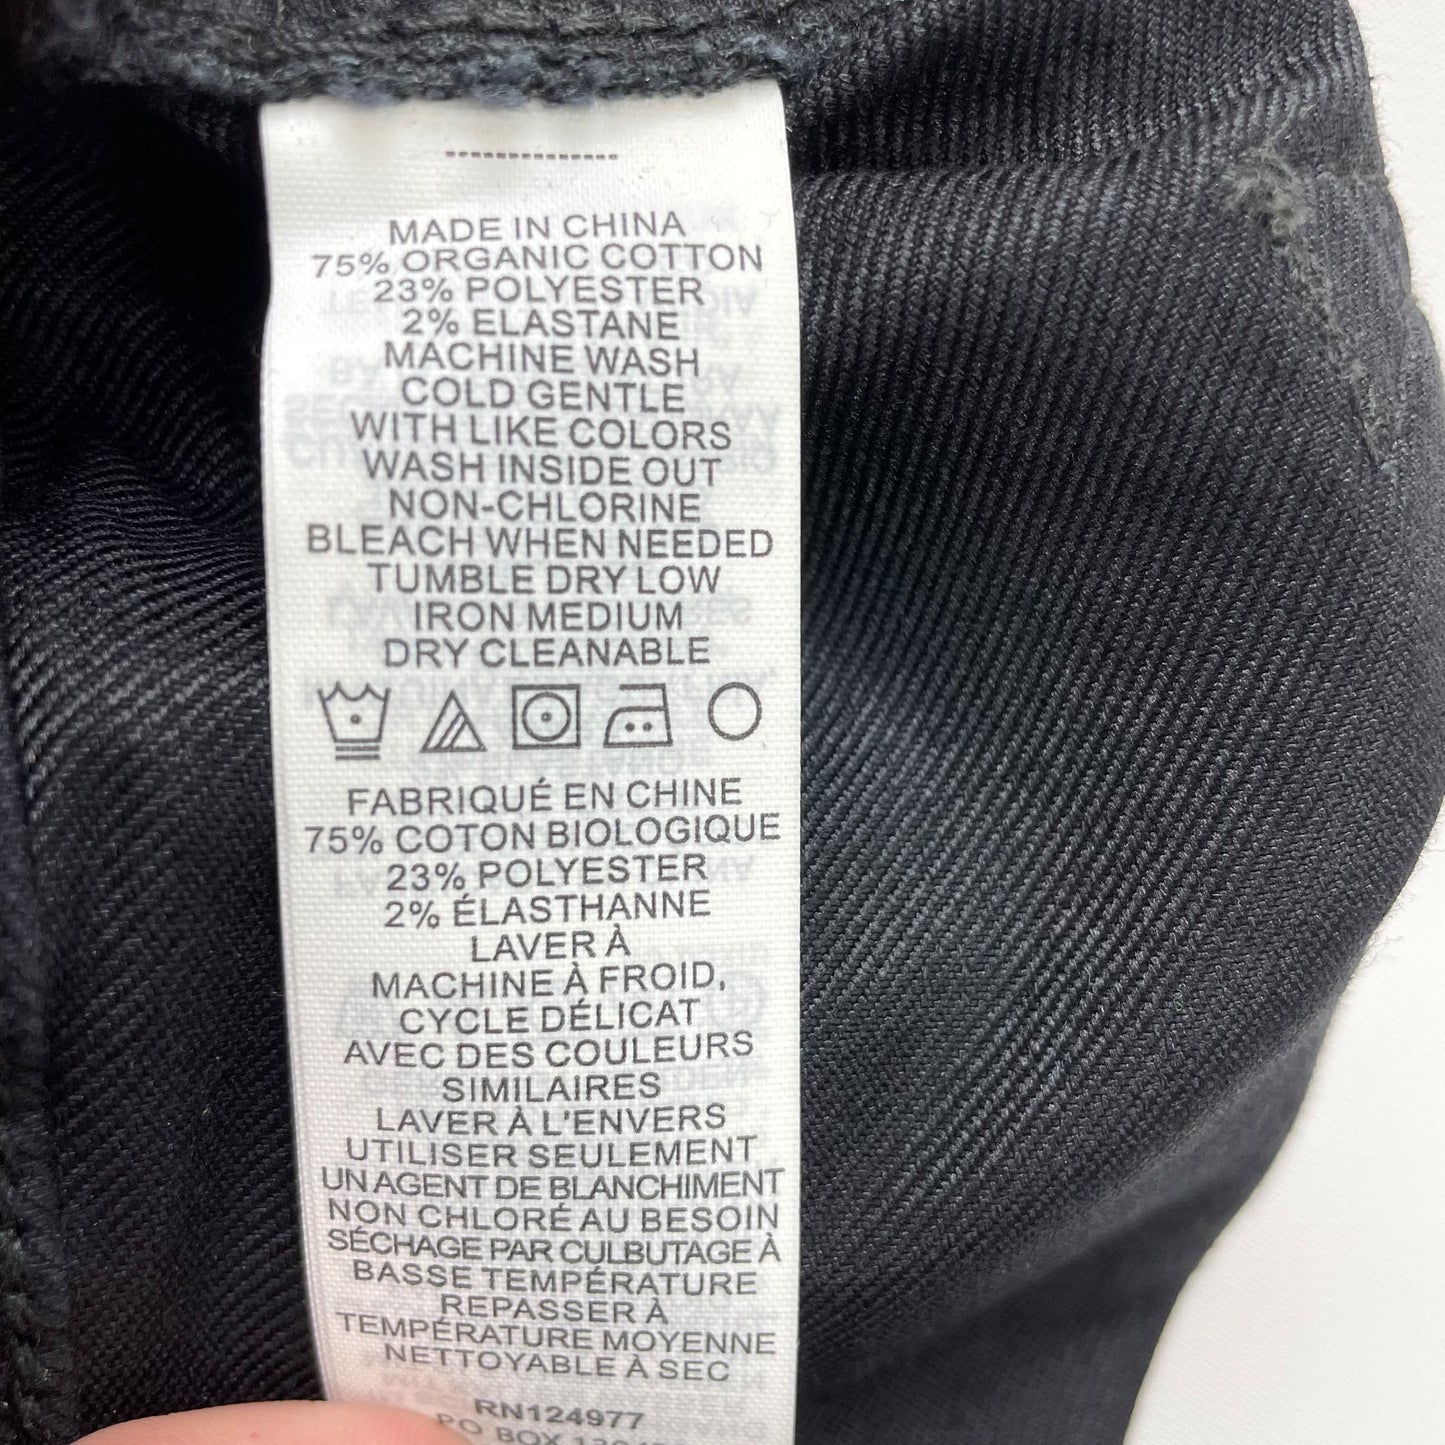 MADE IN CHINA
75% ORGANIC COTTON
23% POLYESTER
2% ELASTANE
MACHINE WASH
COLD GENTLE
WITH LIKE COLORS
WASH INSIDE OUT
NON-CHLORINE
BLEACH WHEN NEEDED
TUMBLE DRY LOW
IRON MEDIUM
DRY CLEANABLE
FABRIQUÉ EN CHINE
75% COTON BIOLOGIQUE
23% POLYESTER
2% ÉLASTHANNE
LAVER À
MACHINE À FROID,
CYCLE DÉLICAT
AVEC DES COULEURS
SIMILAIRES
LAVER À L'ENVERS
UTILISER SEULEMENT
UN AGENT DE BLANCHIMENT
NON CHLORÉ AU BESOIN
SÉCHAGE PAR CULBUTAGE À
BASSE TEMPÉRATURE
REPASSER À
TEMPÉRATURE MOYENNE
NETTOYABLE À SEC
RN124977
PO BOX